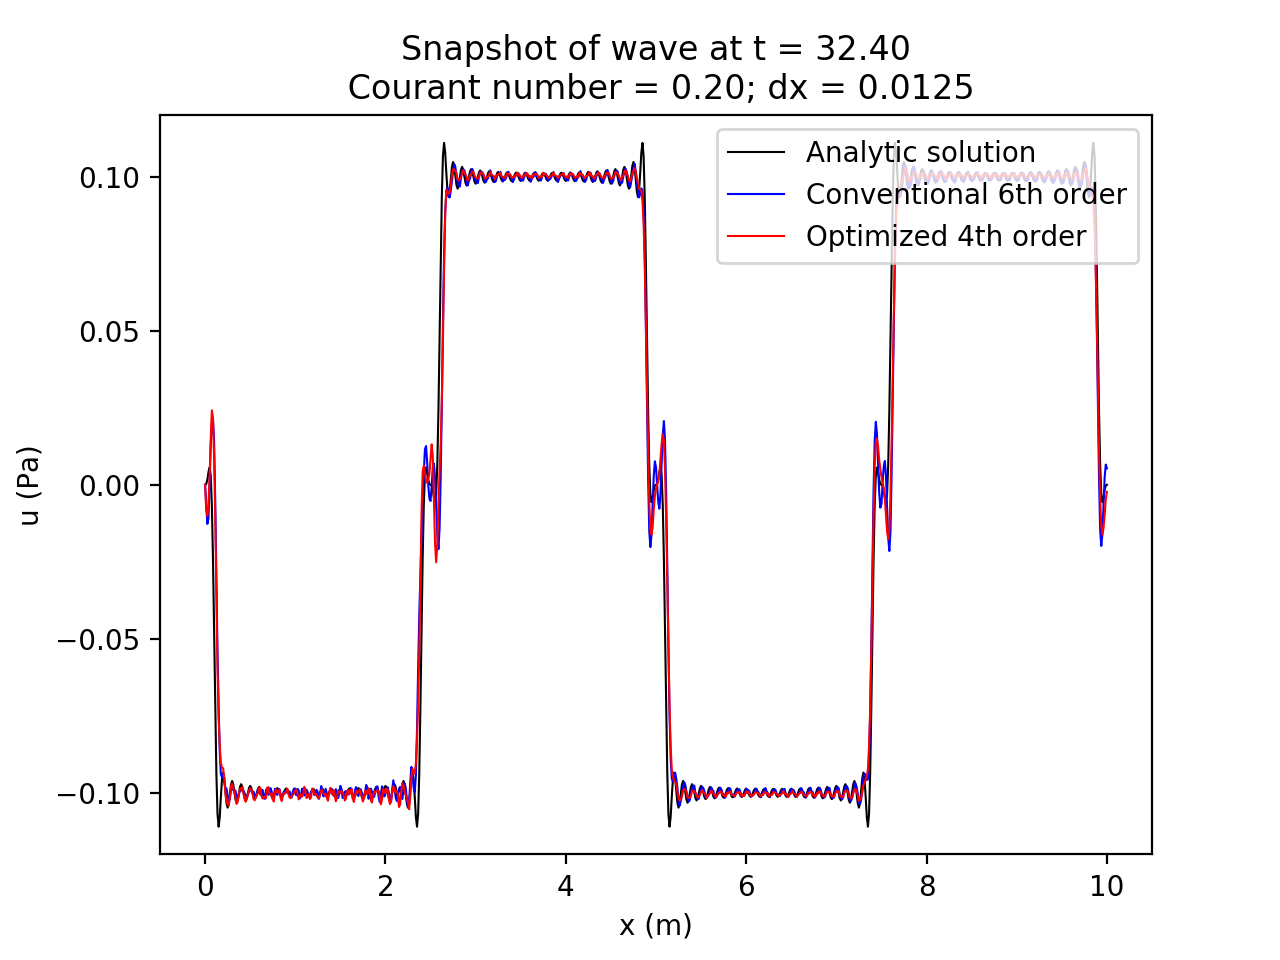 Snapshot of wave at t = 32.40
Courant number = 0.20; dx = 0.0125
Analytic solution
Conventional 6th order
Optimized 4th order
0.10
0.05
0.00
−0.05
−0.10
u (Pa)
0 2 4 6 8 10
x (m)